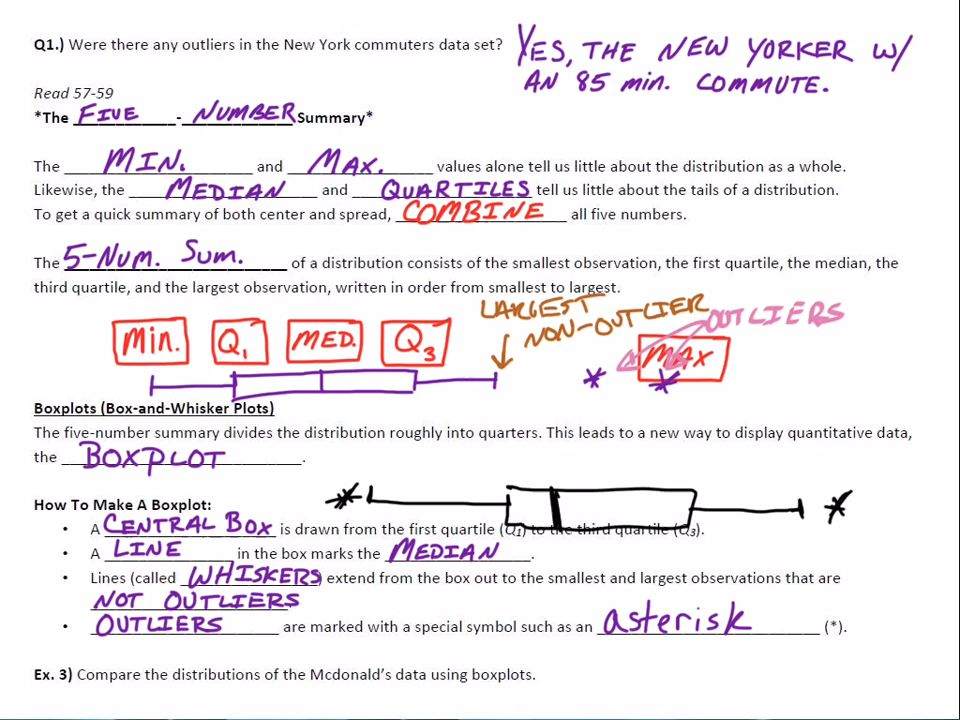 Q1.) Were there any outliers in the New York commuters data set? YES, THE NEW YORKER W/
AN 85 min. COMMUTE.
Read 57-59
*The FIVE - NUMBER Summary*
The MIN. and MAX. values alone tell us little about the distribution as a whole.
Likewise, the MEDIAN and QUARTILES tell us little about the tails of a distribution.
To get a quick summary of both center and spread, COMBINE all five numbers.
The 5-NUM. SUM. of a distribution consists of the smallest observation, the first quartile, the median, the
third quartile, and the largest observation, written in order from smallest to largest.
LARGEST
NON-OUTLIER
OUTLIERS
Min. Q1 MED. Q3 MAX
Boxplots (Box-and-Whisker Plots)
The five-number summary divides the distribution roughly into quarters. This leads to a new way to display quantitative data,
the BOXPLOT.
How To Make A Boxplot:
• A CENTRAL BOX is drawn from the first quartile (Q1) to the third quartile (Q3).
• A LINE in the box marks the MEDIAN.
• Lines (called WHISKERS) extend from the box out to the smallest and largest observations that are
NOT OUTLIERS.
• OUTLIERS are marked with a special symbol such as an asterisk (*).
Ex. 3) Compare the distributions of the Mcdonald's data using boxplots.